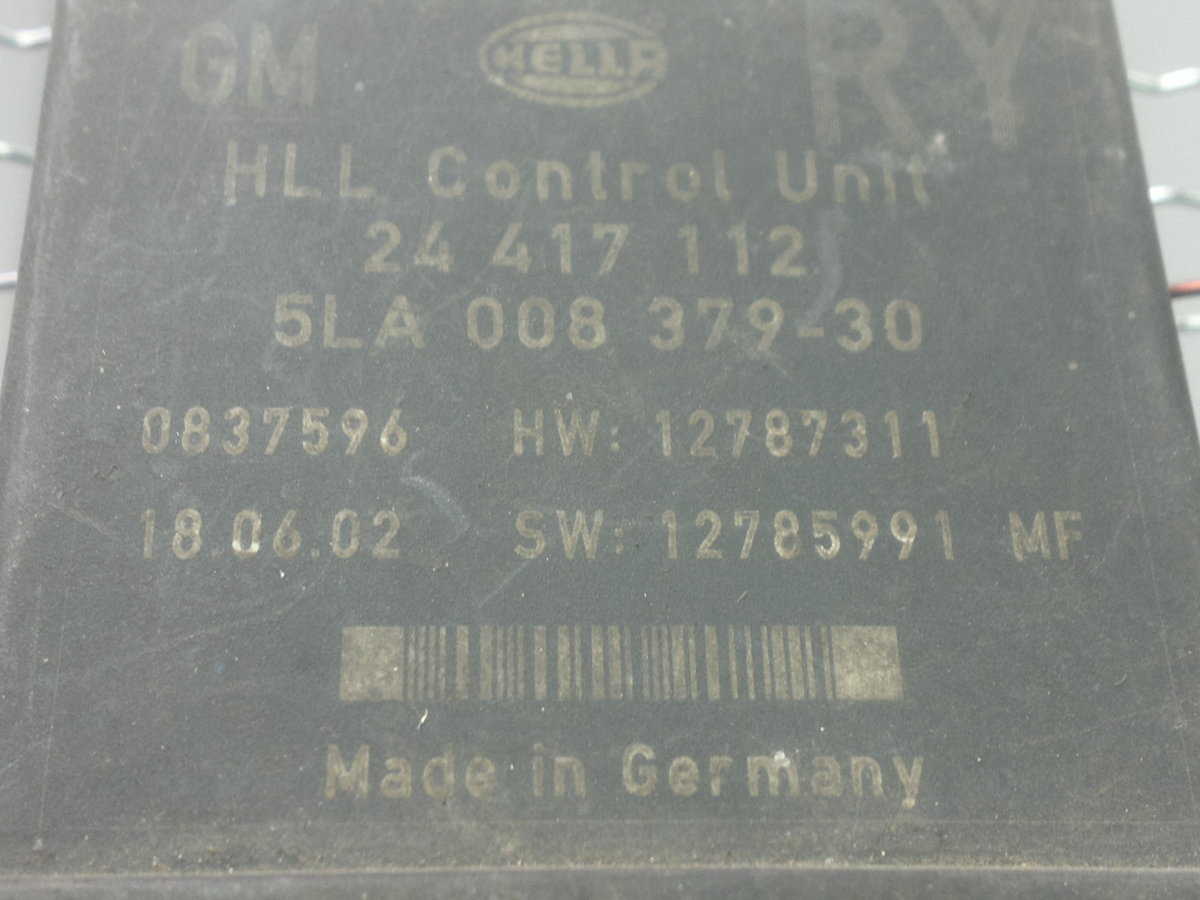 GM HELLA RY
HLL Control Unit
24 417 112
5LA 008 379-30
0837596 HW: 12787311
18.06.02 SW: 12785991 MF
Made in Germany